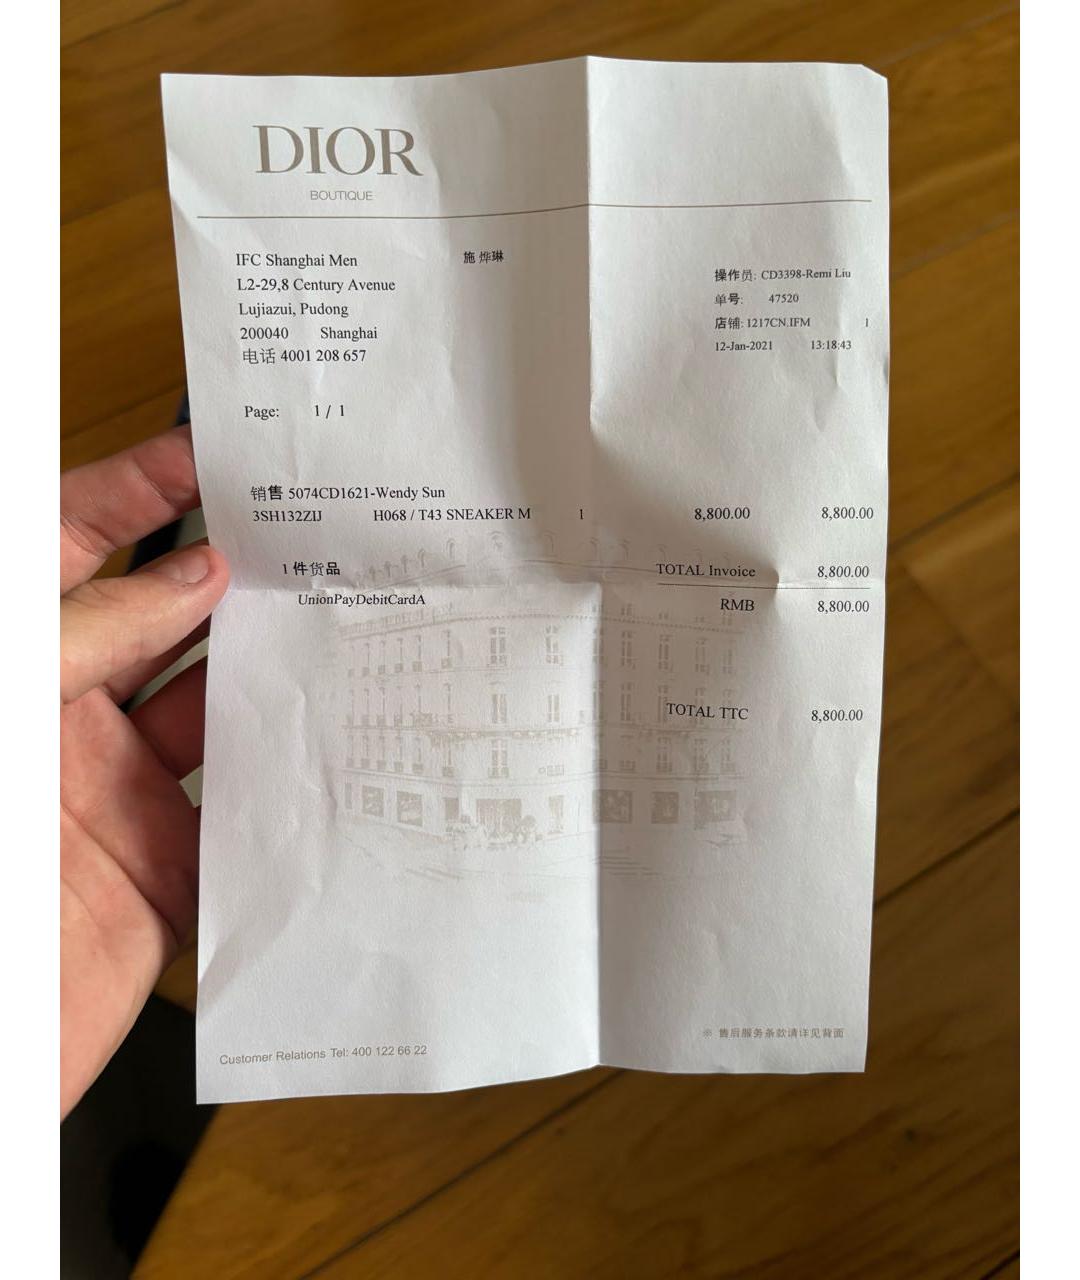 DIOR
BOUTIQUE
IFC Shanghai Men
L2-29,8 Century Avenue
Lujiazui, Pudong
200040 Shanghai
电话 4001 208 657
施 烨琳
操作员: CD3398-Remi Liu
单号: 47520
店铺: 1217CN.IFM 1
12-Jan-2021 13:18:43
Page: 1 / 1
销售 5074CD1621-Wendy Sun
3SH132ZIJ H068 / T43 SNEAKER M 1 8,800.00 8,800.00
1 件货品 TOTAL Invoice 8,800.00
UnionPayDebitCardA RMB 8,800.00
TOTAL TTC 8,800.00
※ 售后服务条款请详见背面
Customer Relations Tel: 400 122 66 22